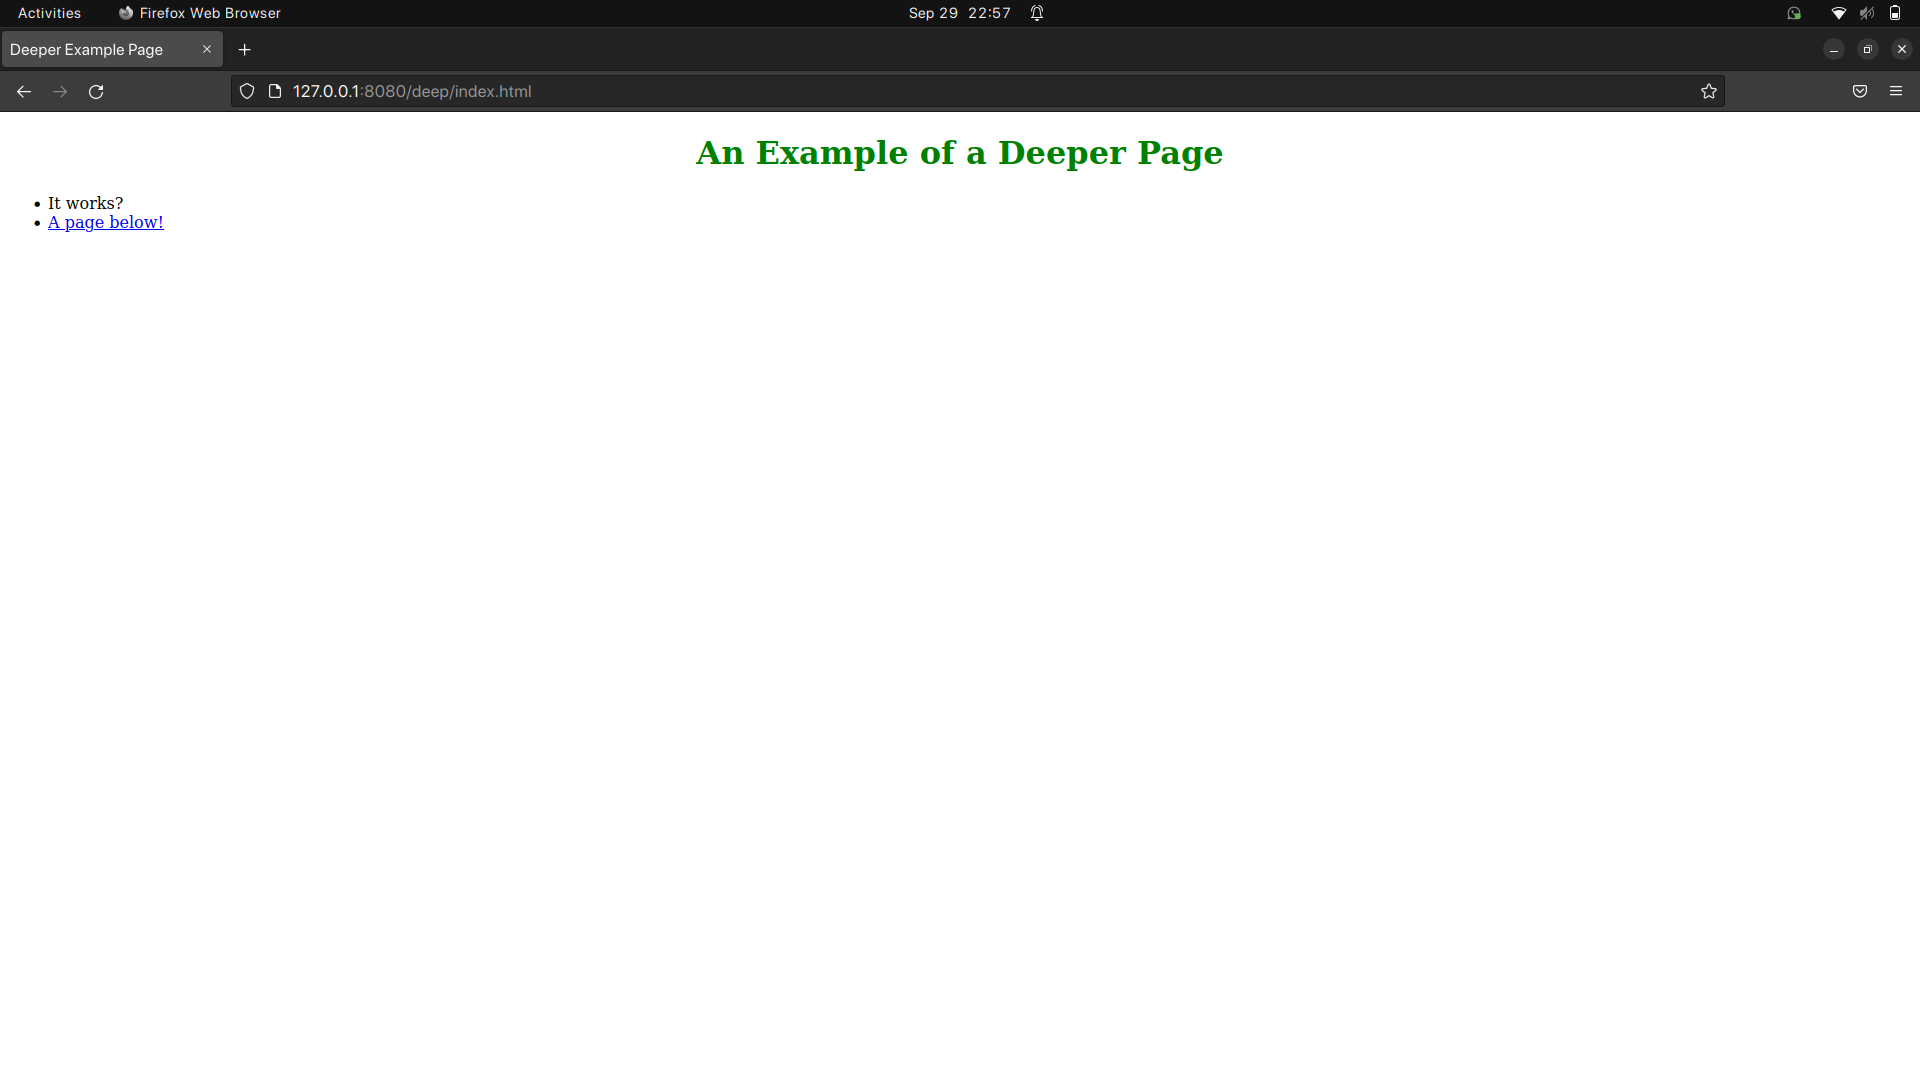 Activities Firefox Web Browser Sep 29 22:57
Deeper Example Page
127.0.0.1:8080/deep/index.html
An Example of a Deeper Page
• It works?
• A page below!